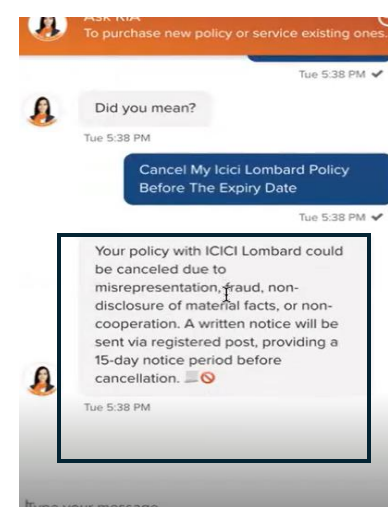 Ask RIA
To purchase new policy or service existing ones.
Tue 5:38 PM
Did you mean?
Tue 5:38 PM
Cancel My Icici Lombard Policy
Before The Expiry Date
Tue 5:38 PM
Your policy with ICICI Lombard could
be canceled due to
misrepresentation, fraud, non-
disclosure of material facts, or non-
cooperation. A written notice will be
sent via registered post, providing a
15-day notice period before
cancellation.
Tue 5:38 PM
Type your message